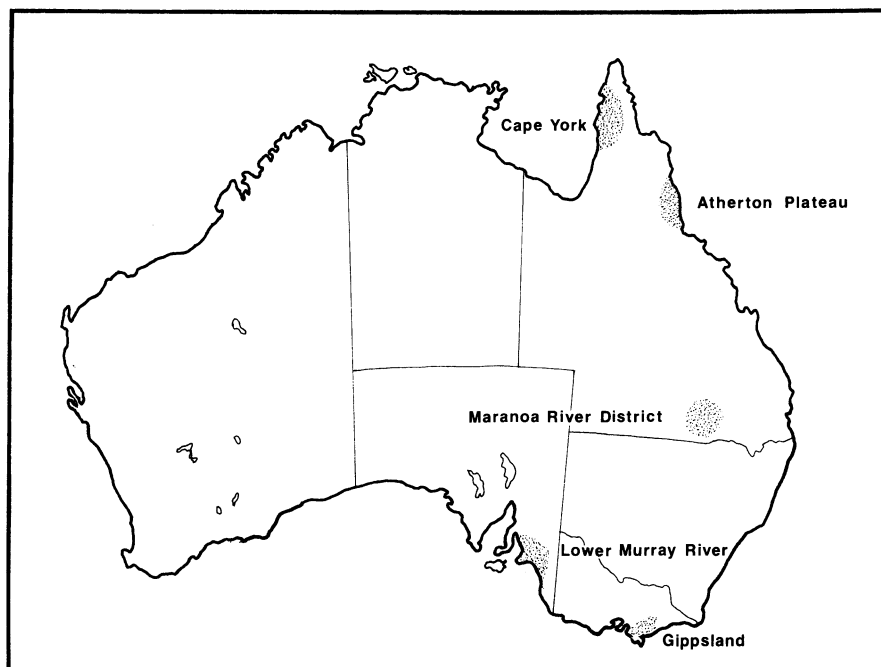 Cape York
Atherton Plateau
Maranoa River District
Lower Murray River
Gippsland